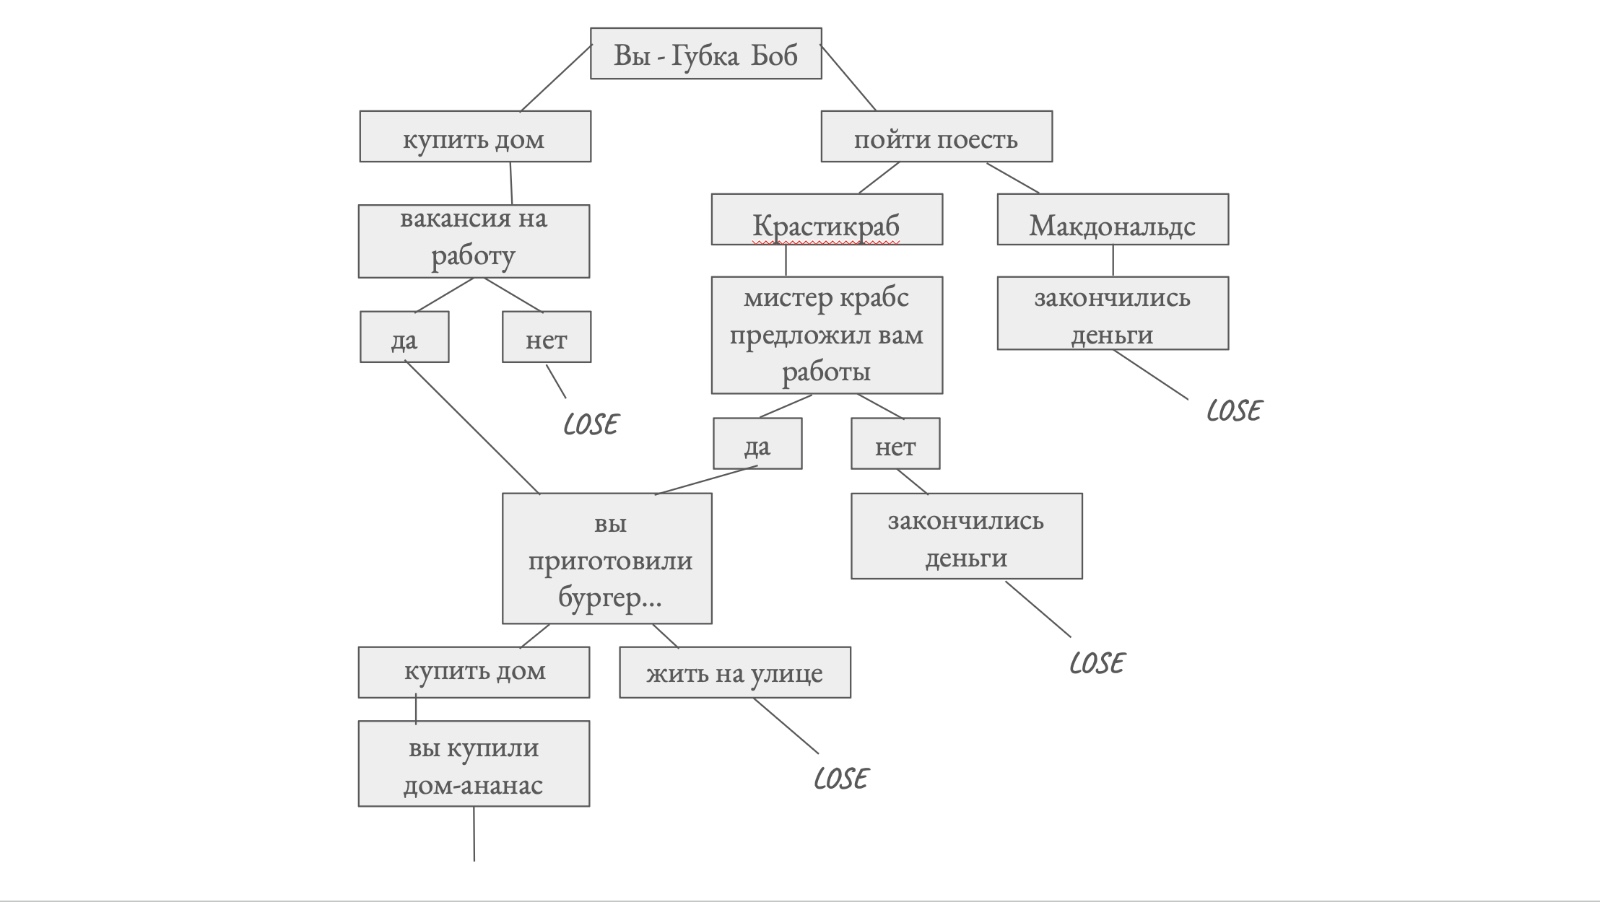 Вы - Губка Боб
купить дом
пойти поесть
вакансия на
работу
Крастикраб
Макдональдс
да
нет
мистер крабс
предложил вам
работы
закончились
деньги
LOSE
LOSE
да
нет
вы
приготовили
бургер...
закончились
деньги
купить дом
жить на улице
LOSE
вы купили
дом-ананас
LOSE